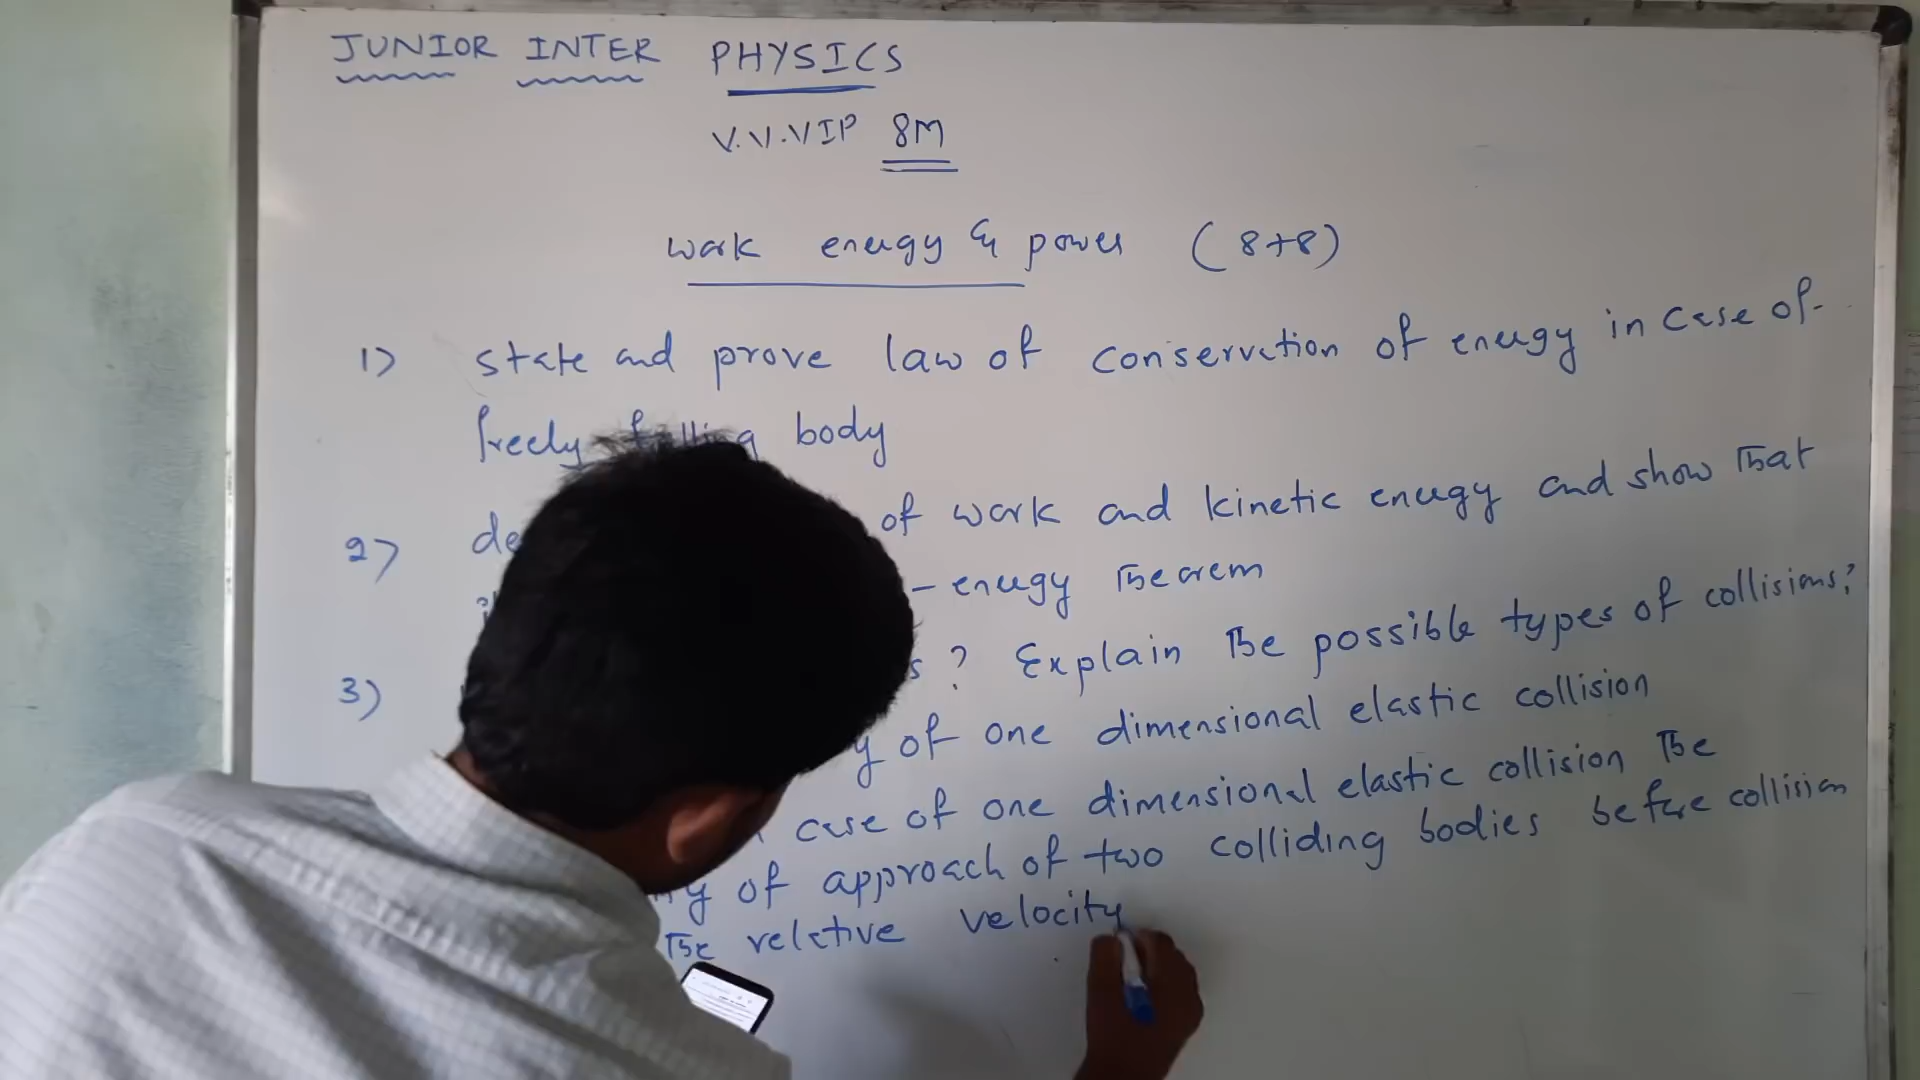 JUNIOR INTER PHYSICS
V.V.VIP 8M
Work energy & power (8+8)
1) state and prove law of conservation of energy in case of
freely falling body
2) of work and kinetic energy and show that
- energy theorem
3) ? Explain the possible types of collisions?
of one dimensional elastic collision
case of one dimensional elastic collision the
of approach of two colliding bodies before collision
the relative velocity